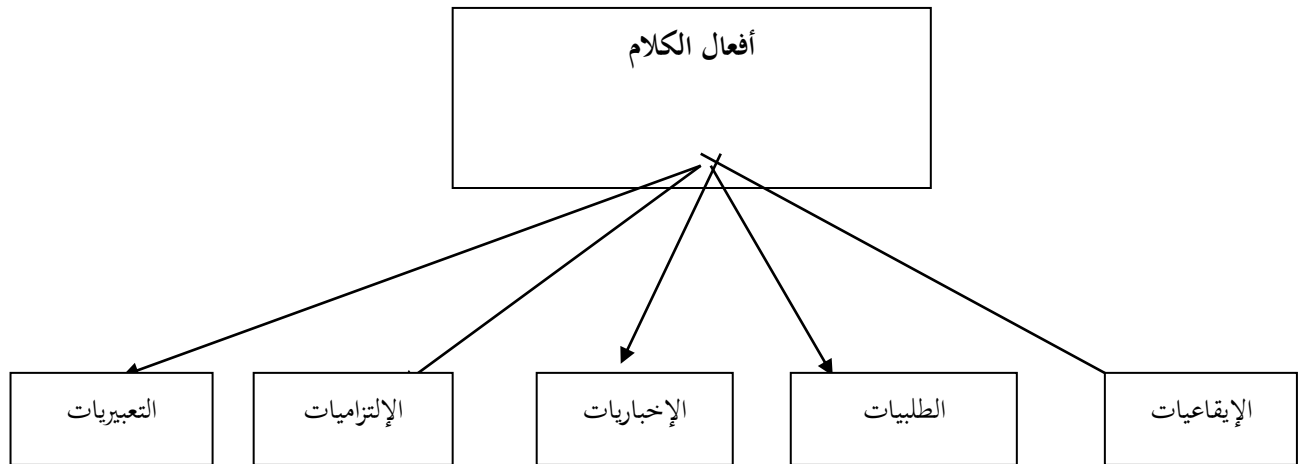 أفعال الكلام
الإيقاعيات
الطلبيات
الإخباريات
الإلتزاميات
التعبيريات